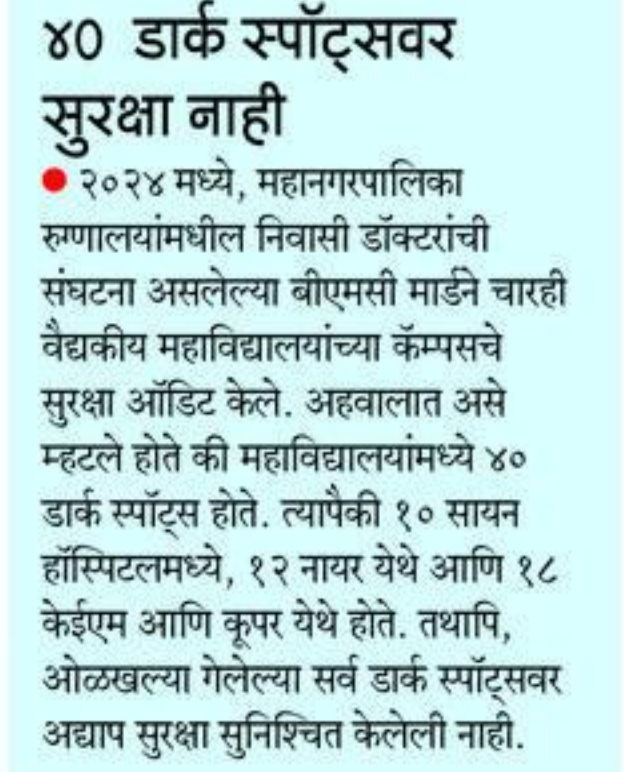 ४० डार्क स्पॉट्सवर
सुरक्षा नाही
● २०२४ मध्ये, महानगरपालिका
रुग्णालयांमधील निवासी डॉक्टरांची
संघटना असलेल्या बीएमसी मार्डने चारही
वैद्यकीय महाविद्यालयांच्या कॅम्पसचे
सुरक्षा ऑडिट केले. अहवालात असे
म्हटले होते की महाविद्यालयांमध्ये ४०
डार्क स्पॉट्स होते. त्यापैकी १० सायन
हॉस्पिटलमध्ये, १२ नायर येथे आणि १८
केईएम आणि कूपर येथे होते. तथापि,
ओळखल्या गेलेल्या सर्व डार्क स्पॉट्सवर
अद्याप सुरक्षा सुनिश्चित केलेली नाही.